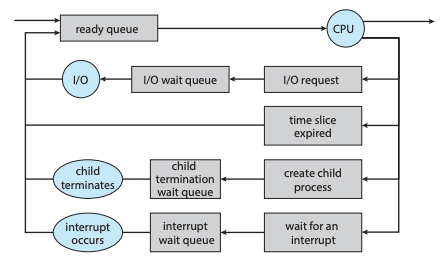 ready queue
CPU
I/O
I/O wait queue
I/O request
time slice
expired
child
terminates
child
termination
wait queue
create child
process
interrupt
occurs
interrupt
wait queue
wait for an
interrupt